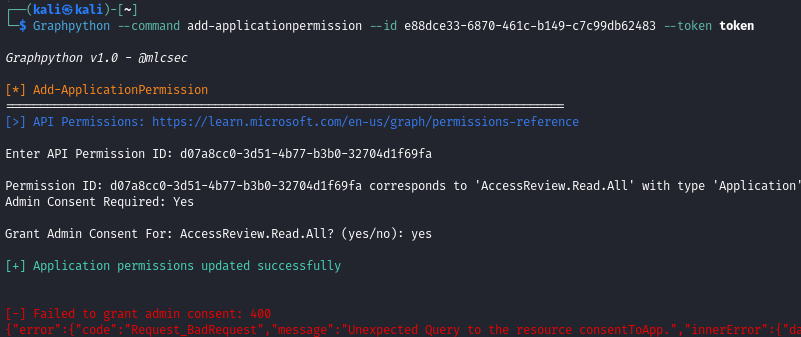 ┌──(kali㉿kali)-[~]
└─$ Graphpython --command add-applicationpermission --id e88dce33-6870-461c-b149-c7c99db62483 --token token
Graphpython v1.0 - @mlcsec
[*] Add-ApplicationPermission
================================================================================
[>] API Permissions: https://learn.microsoft.com/en-us/graph/permissions-reference
Enter API Permission ID: d07a8cc0-3d51-4b77-b3b0-32704d1f69fa
Permission ID: d07a8cc0-3d51-4b77-b3b0-32704d1f69fa corresponds to 'AccessReview.Read.All' with type 'Application'
Admin Consent Required: Yes
Grant Admin Consent For: AccessReview.Read.All? (yes/no): yes
[+] Application permissions updated successfully
[-] Failed to grant admin consent: 400
{"error":{"code":"Request_BadRequest","message":"Unexpected Query to the resource consentToApp.","innerError":{"da